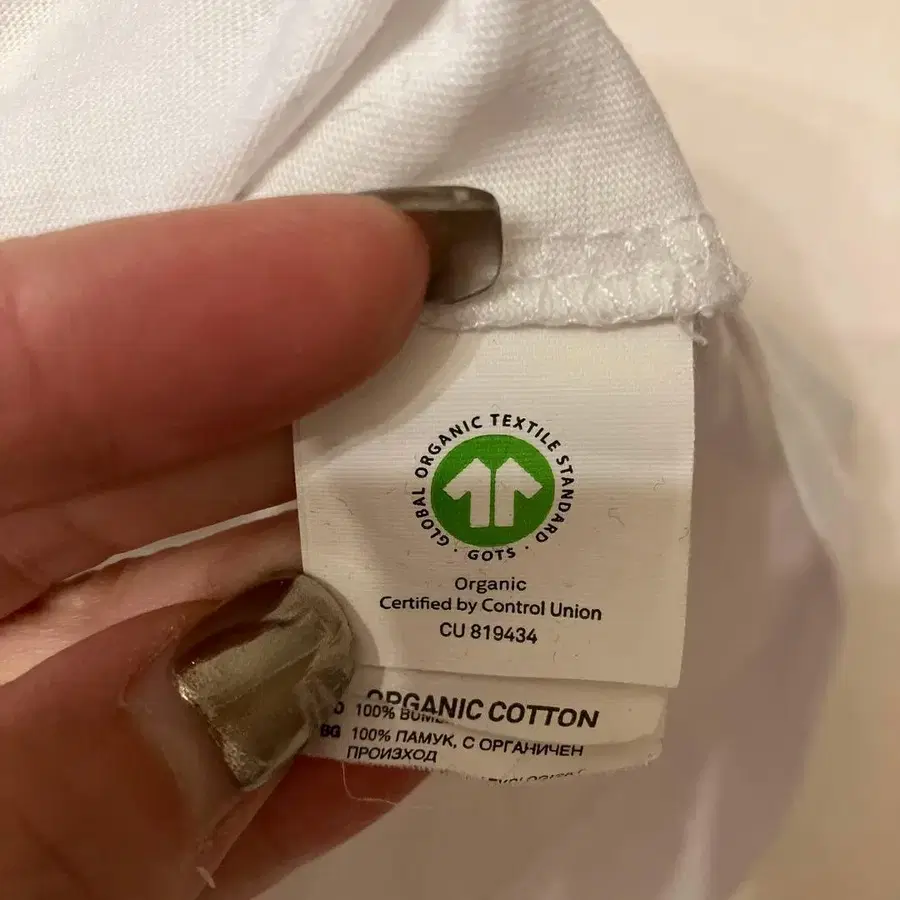 GLOBAL ORGANIC TEXTILE STANDARD · GOTS ·
Organic
Certified by Control Union
CU 819434
ORGANIC COTTON
100%
BG 100% ПАМУК, С ОРГАНИЧЕН
ПРОИЗХОД